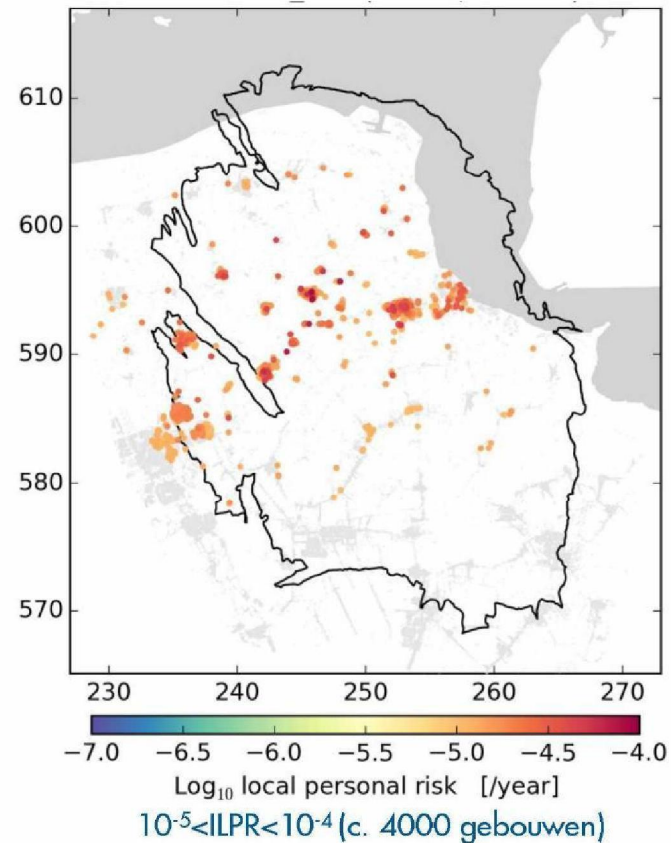 610
600
590
580
570
230 240 250 260 270
−7.0 −6.5 −6.0 −5.5 −5.0 −4.5 −4.0
Log₁₀ local personal risk [/year]
10⁻⁵<ILPR<10⁻⁴ (c. 4000 gebouwen)